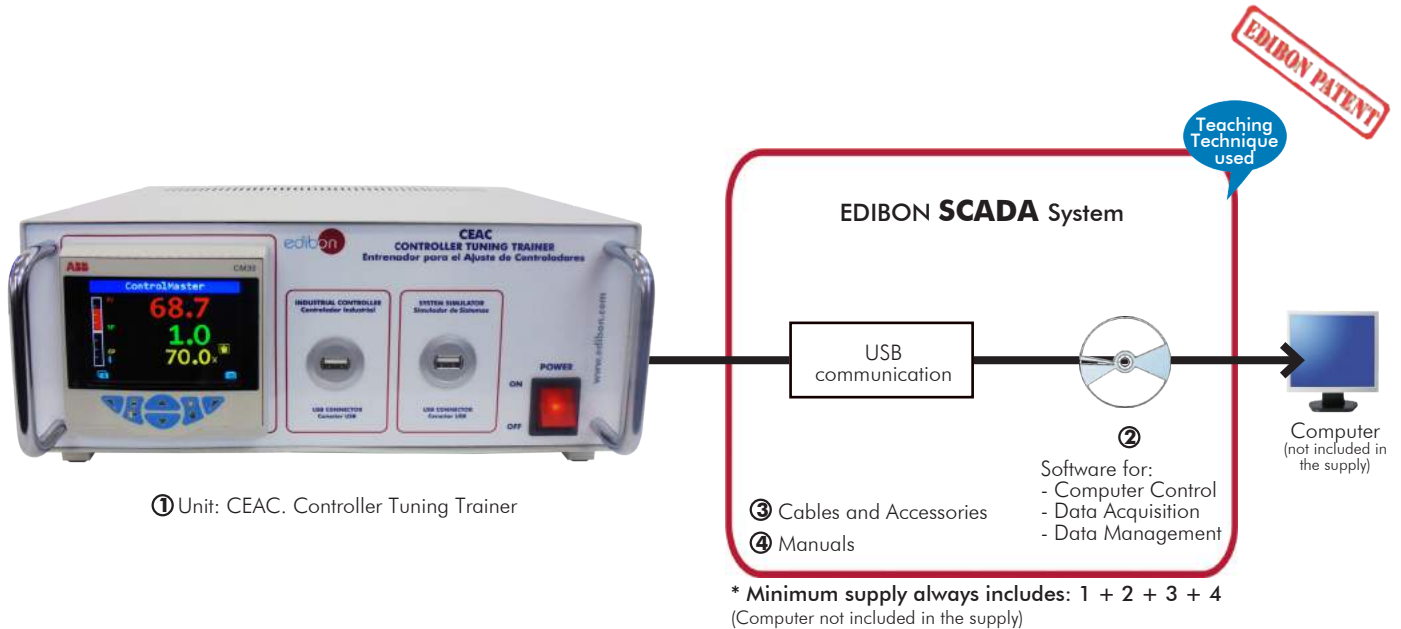 EDIBON PATENT
Teaching
Technique
used
EDIBON SCADA System
edibon
CEAC
CONTROLLER TUNING TRAINER
Entrenador para el Ajuste de Controladores
ABB
ControlMaster
68.7
1.0
70.0
INDUSTRIAL CONTROLLER
Controlador Industrial
USB CONNECTOR
Conector USB
SYSTEM SIMULATOR
Simulador de Sistemas
USB CONNECTOR
Conector USB
www.edibon.com
POWER
ON
OFF
USB
communication
② 
Software for:
- Computer Control
- Data Acquisition
- Data Management
Computer
(not included in
the supply)
① Unit: CEAC. Controller Tuning Trainer
③ Cables and Accessories
④ Manuals
* Minimum supply always includes: 1 + 2 + 3 + 4
(Computer not included in the supply)